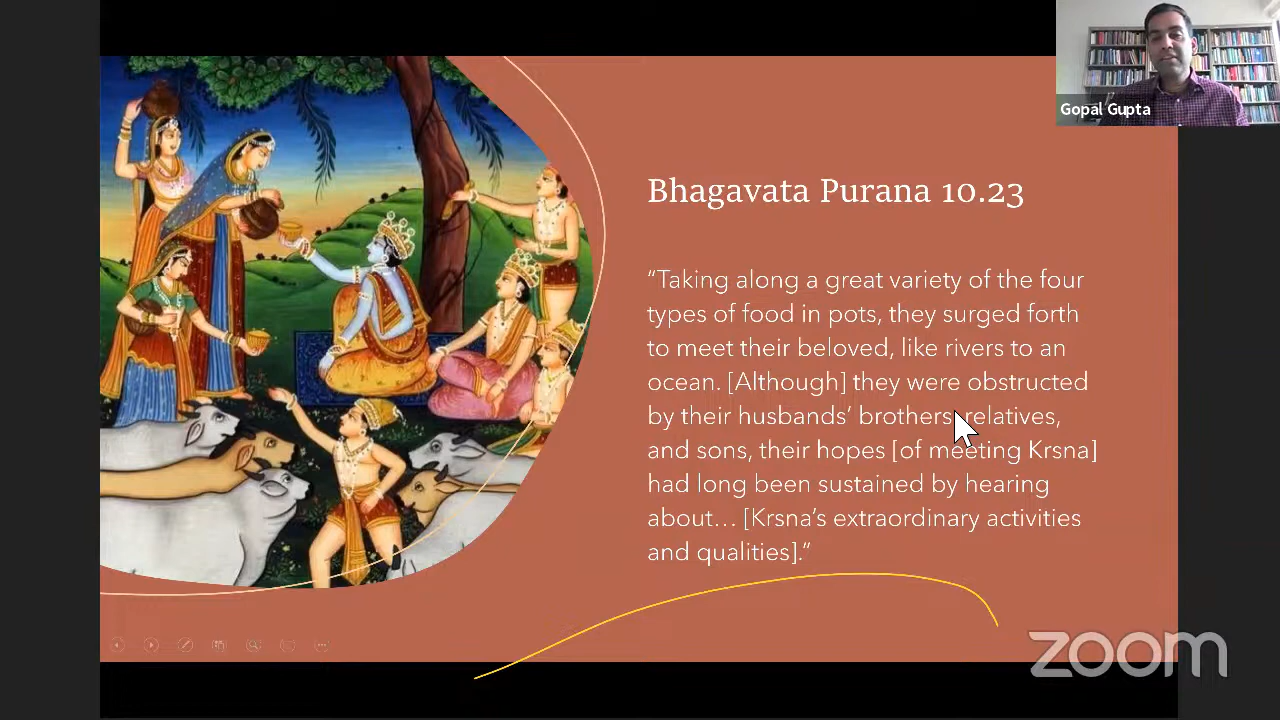 Gopal Gupta
Bhagavata Purana 10.23
“Taking along a great variety of the four
types of food in pots, they surged forth
to meet their beloved, like rivers to an
ocean. [Although] they were obstructed
by their husbands’ brothers, relatives,
and sons, their hopes [of meeting Krsna]
had long been sustained by hearing
about… [Krsna’s extraordinary activities
and qualities].”
zoom